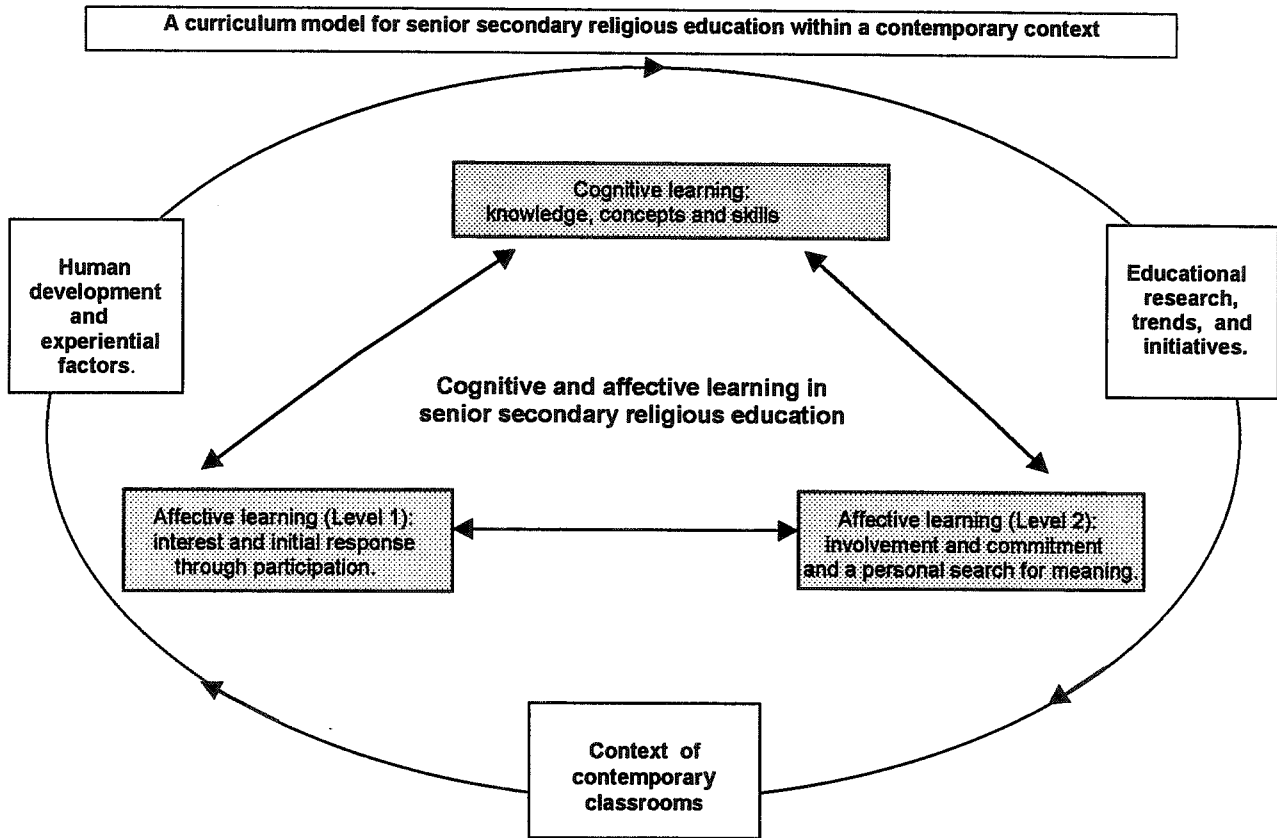 A curriculum model for senior secondary religious education within a contemporary context
Cognitive learning:
knowledge, concepts and skills
Human
development
and
experiential
factors.
Educational
research,
trends, and
initiatives.
Cognitive and affective learning in
senior secondary religious education
Affective learning (Level 1):
interest and initial response
through participation.
Affective learning (Level 2):
involvement and commitment
and a personal search for meaning.
Context of
contemporary
classrooms